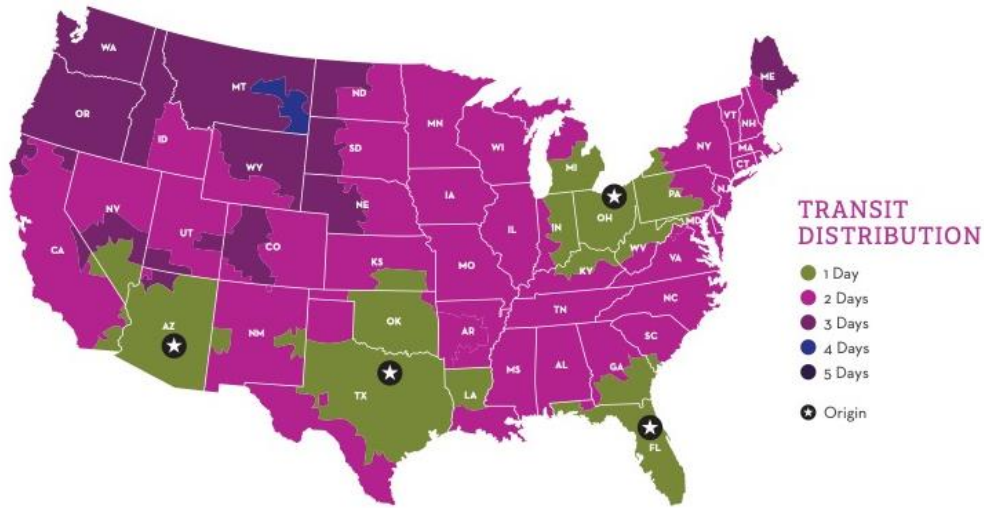 WA
MT
ND
OR
ID
WY
SD
MN
WI
MI
ME
VT
NH
NY
MA
CT
NV
UT
CO
NE
IA
IL
IN
OH
PA
NJ
MD
CA
KS
MO
KY
WV
VA
AZ
NM
OK
AR
TN
NC
SC
TX
LA
MS
AL
GA
FL
TRANSIT
DISTRIBUTION
1 Day
2 Days
3 Days
4 Days
5 Days
Origin